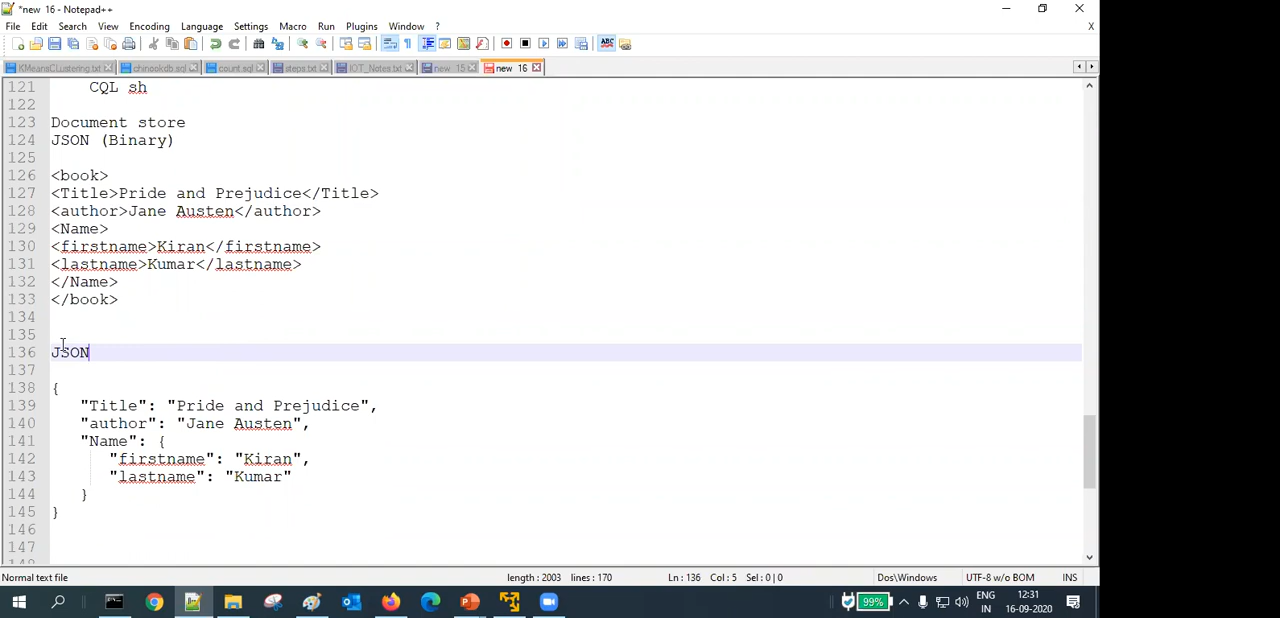 *new  16 - Notepad++
File Edit Search View Encoding Language Settings Macro Run Plugins Window ? X
ABC
KMeansCLustering.txt chinookdb.sql count.sql steps.txt IOT_Notes.txt new  15 new  16
121 CQL sh
122
123 Document store
124 JSON (Binary)
125
126 <book>
127 <Title>Pride and Prejudice</Title>
128 <author>Jane Austen</author>
129 <Name>
130 <firstname>Kiran</firstname>
131 <lastname>Kumar</lastname>
132 </Name>
133 </book>
134
135
136 JSON
137
138 {
139 "Title": "Pride and Prejudice",
140 "author": "Jane Austen",
141 "Name": {
142 "firstname": "Kiran",
143 "lastname": "Kumar"
144 }
145 }
146
147
148
Normal text file length : 2003 lines : 170 Ln : 136 Col : 5 Sel : 0 | 0 Dos\Windows UTF-8 w/o BOM INS
99% ENG IN 12:31 16-09-2020